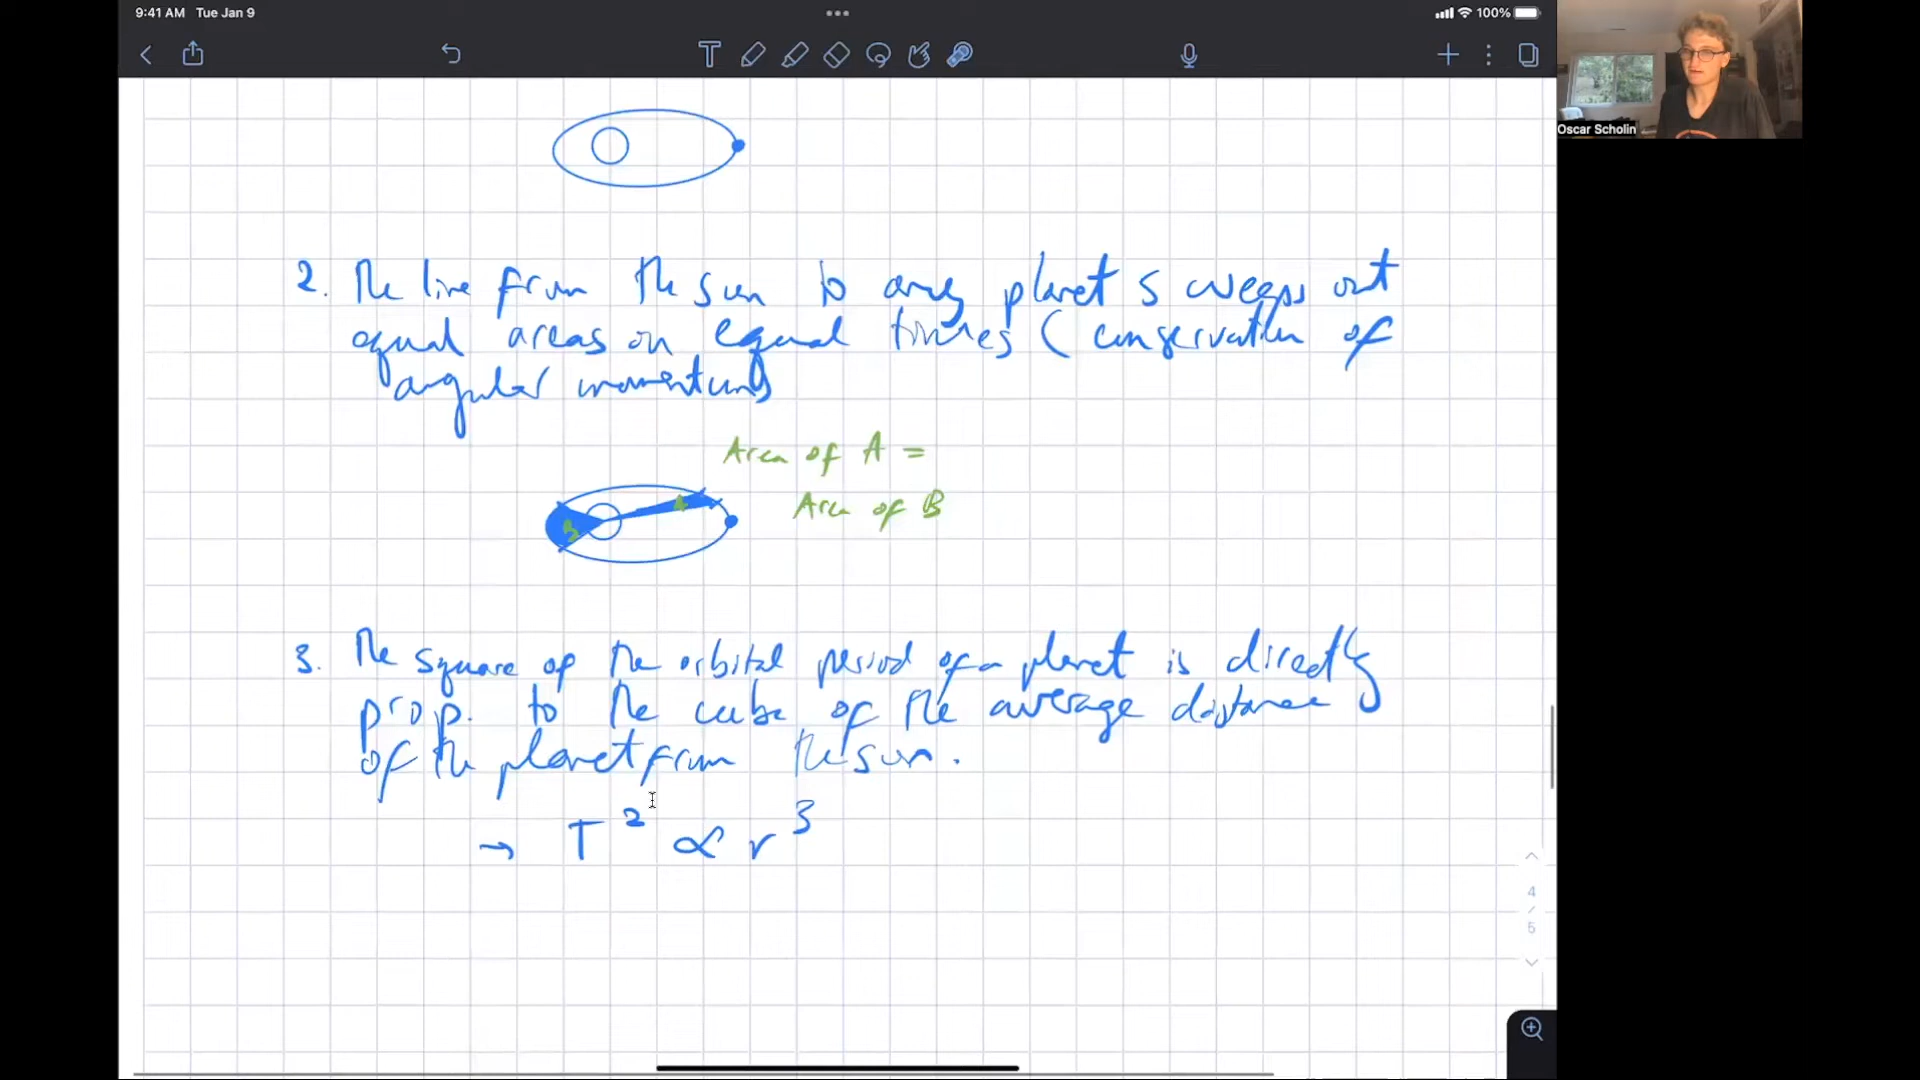 9:41 AM Tue Jan 9
100%
Oscar Scholin
2. The line from the sun to any planet sweeps out
equal areas in equal times (conservation of
angular momentum)
Area of A =
Area of B
A
B
3. The square of the orbital period of a planet is directly
prop. to the cube of the average distance
of the planet from the sun.
→ T² ∝ r³
4
/
5